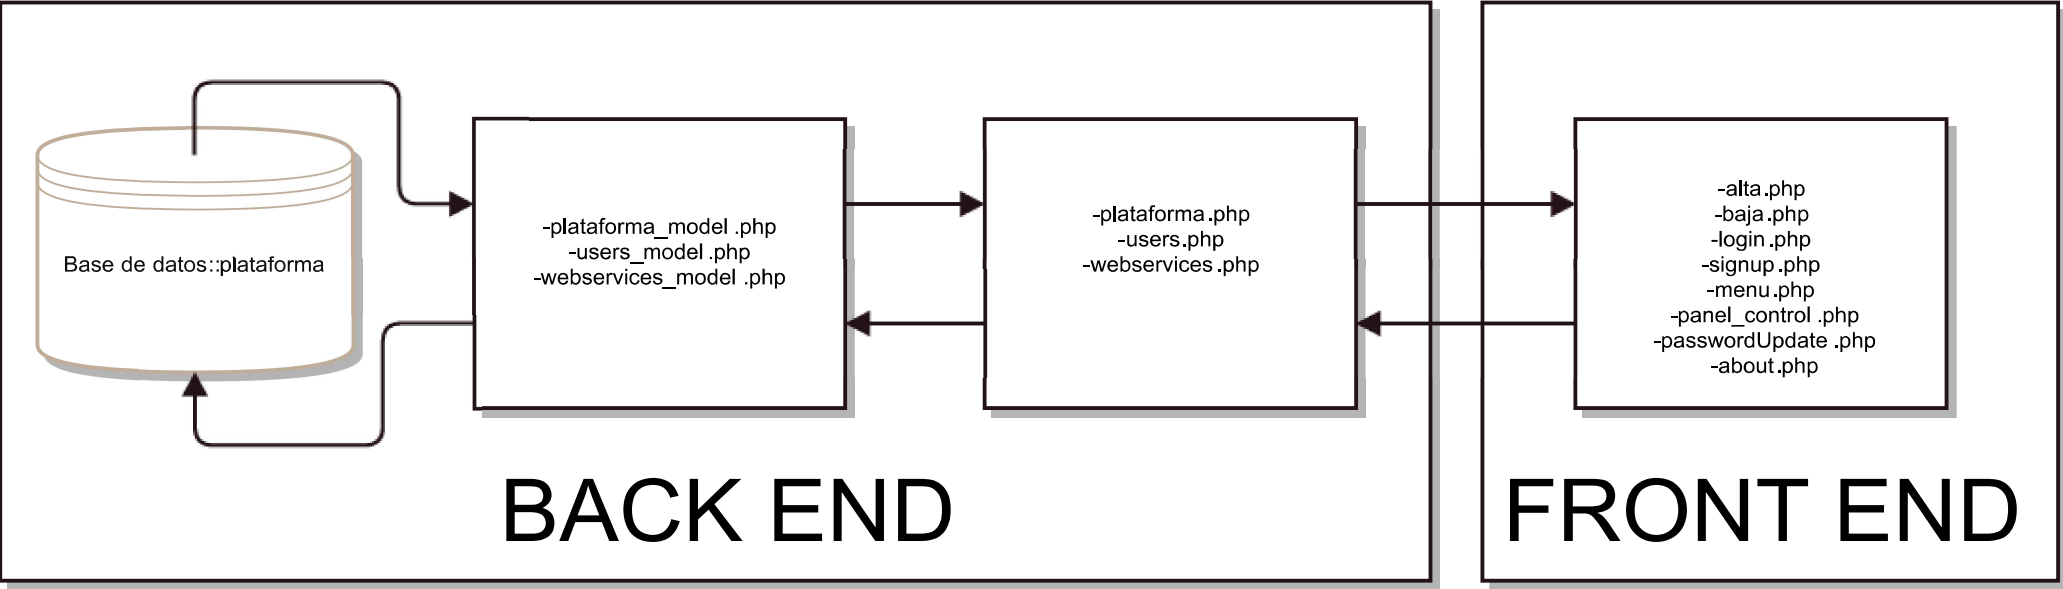 Base de datos::plataforma
-plataforma_model.php
-users_model.php
-webservices_model.php
-plataforma.php
-users.php
-webservices.php
-alta.php
-baja.php
-login.php
-signup.php
-menu.php
-panel_control.php
-passwordUpdate.php
-about.php
BACK END
FRONT END